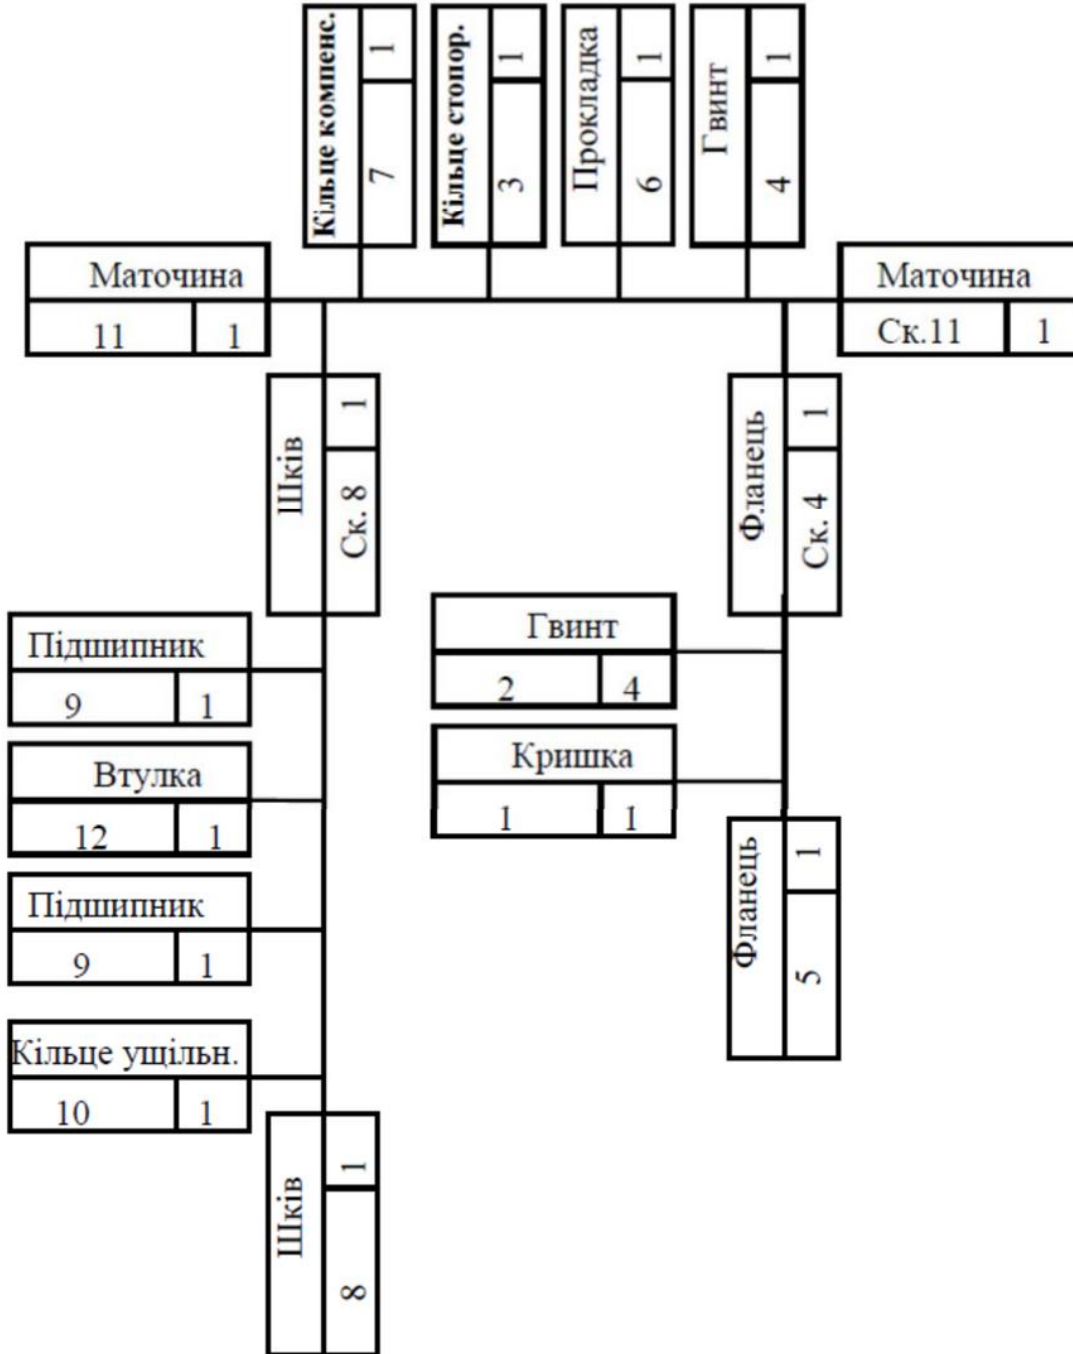 Кільце компенс.
1
7
Кільце стопор.
1
3
Прокладка
1
6
Гвинт
1
4
Маточина
11 1
Маточина
Ск.11 1
Шків
1
Ск. 8
Фланець
1
Ск. 4
Підшипник
9 1
Гвинт
2 4
Втулка
12 1
Кришка
1 1
Підшипник
9 1
Фланець
1
5
Кільце ущільн.
10 1
Шків
1
8